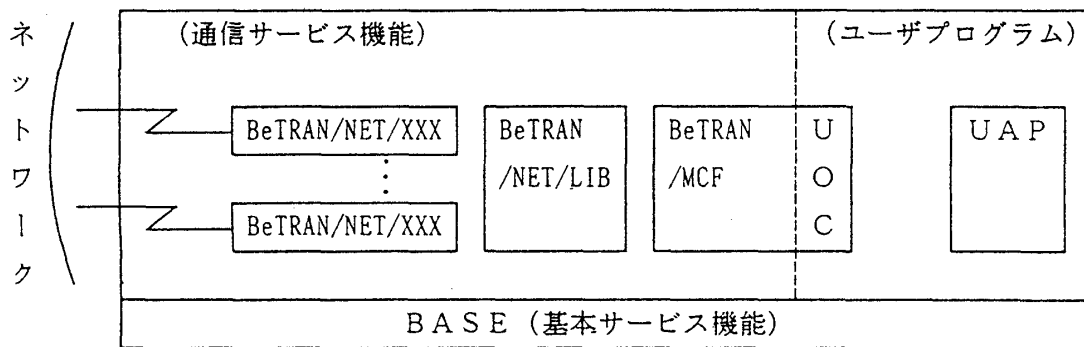 ネットワーク
(通信サービス機能)
(ユーザプログラム)
BeTRAN/NET/XXX
BeTRAN/NET/XXX
BeTRAN
/NET/LIB
BeTRAN
/MCF
UOC
UAP
BASE(基本サービス機能)